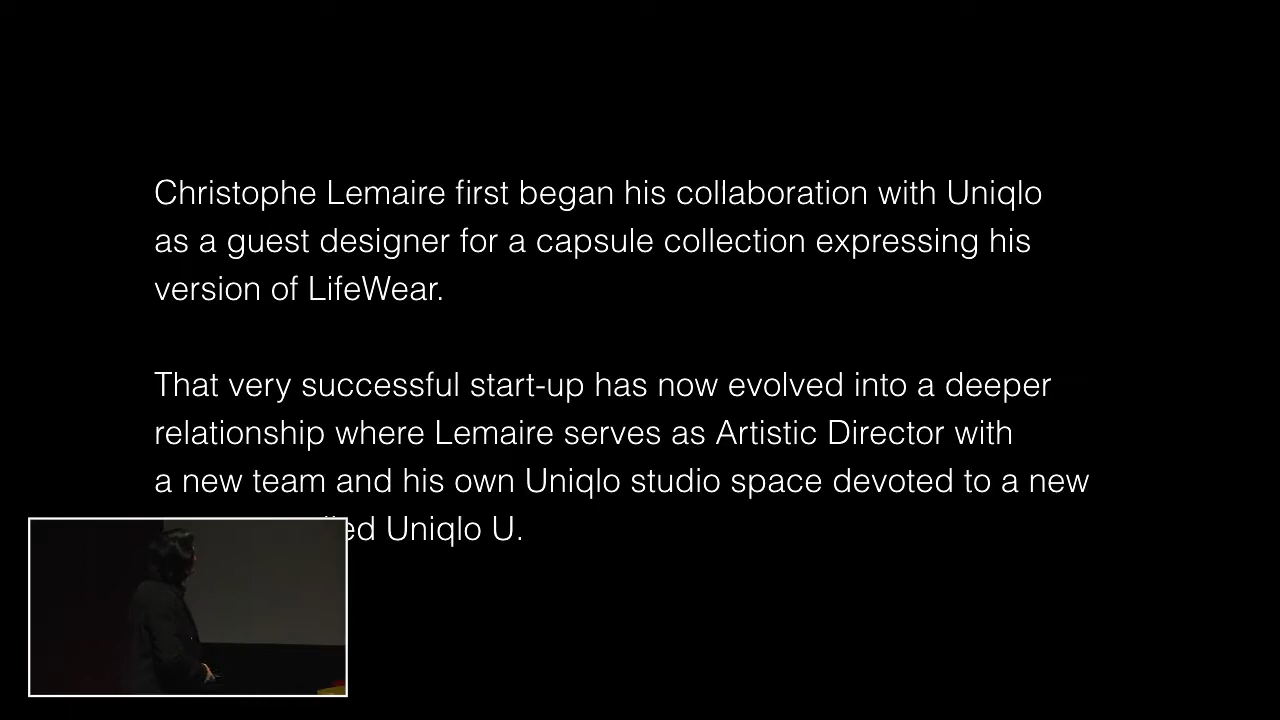 Christophe Lemaire first began his collaboration with Uniqlo
as a guest designer for a capsule collection expressing his
version of LifeWear.
That very successful start-up has now evolved into a deeper
relationship where Lemaire serves as Artistic Director with
a new team and his own Uniqlo studio space devoted to a new
Uniqlo U.